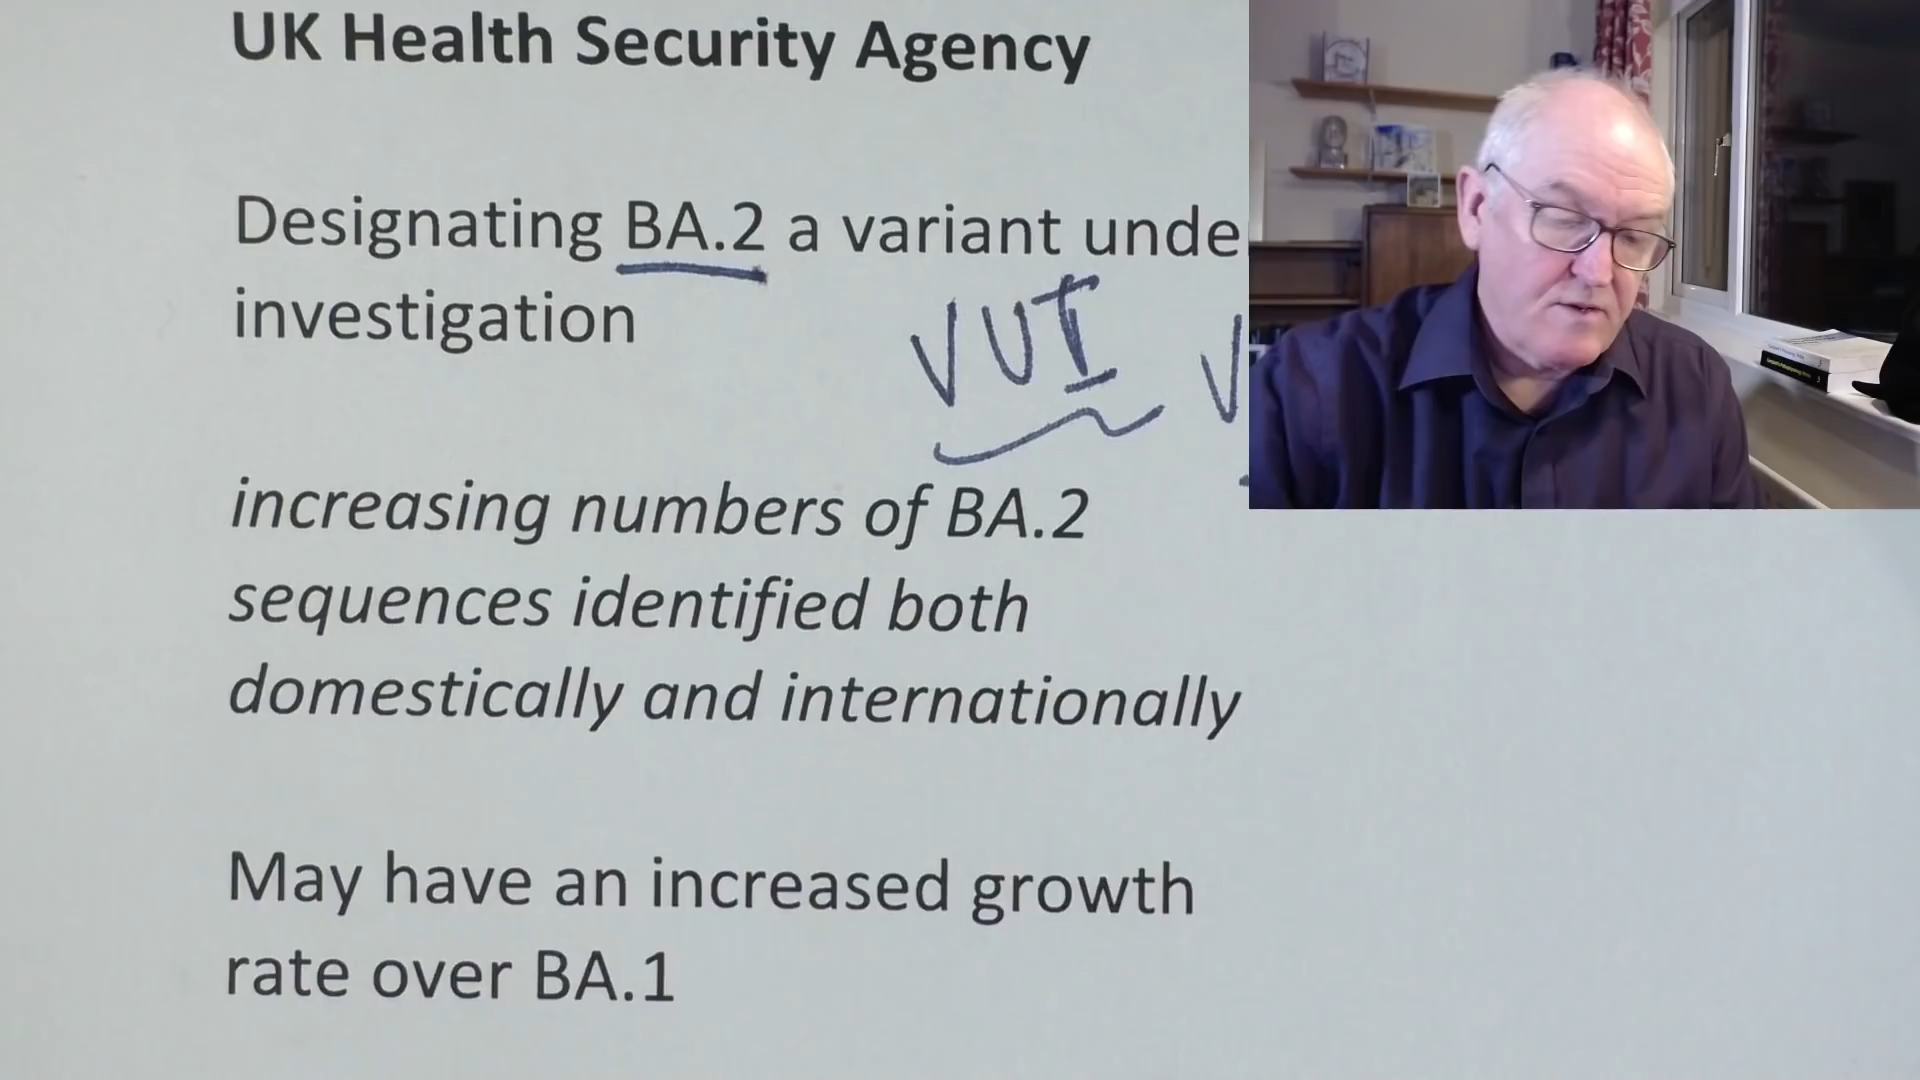 UK Health Security Agency
Designating BA.2 a variant unde
investigation
VUI V
increasing numbers of BA.2
sequences identified both
domestically and internationally
May have an increased growth
rate over BA.1